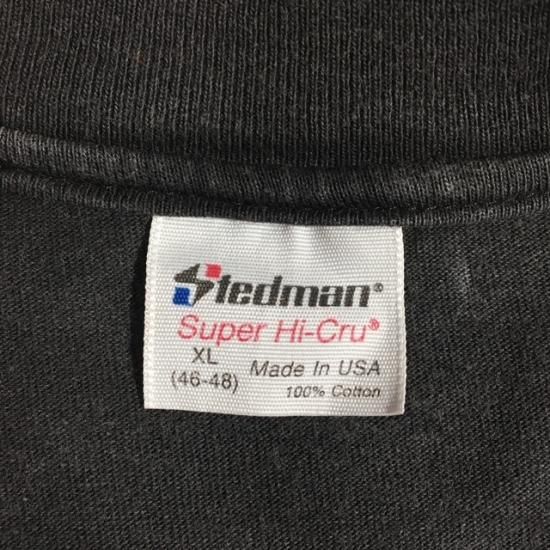 Stedman®
Super Hi-Cru®
XL
(46-48)
Made In USA
100% Cotton